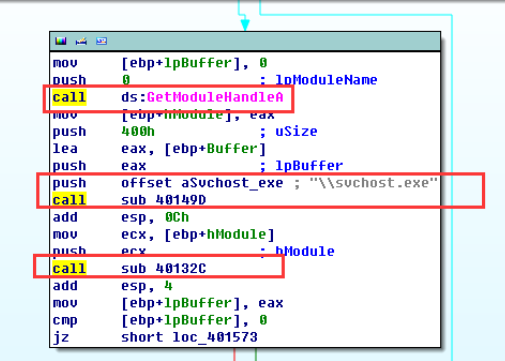 mov [ebp+lpBuffer], 0
push 0 ; lpModuleName
call ds:GetModuleHandleA
mov [ebp+hModule], eax
push 400h ; uSize
lea eax, [ebp+Buffer]
push eax ; lpBuffer
push offset aSvchost_exe ; "\\svchost.exe"
call sub_40149D
add esp, 0Ch
mov ecx, [ebp+hModule]
push ecx ; hModule
call sub_40132C
add esp, 4
mov [ebp+lpBuffer], eax
cmp [ebp+lpBuffer], 0
jz short loc_401573